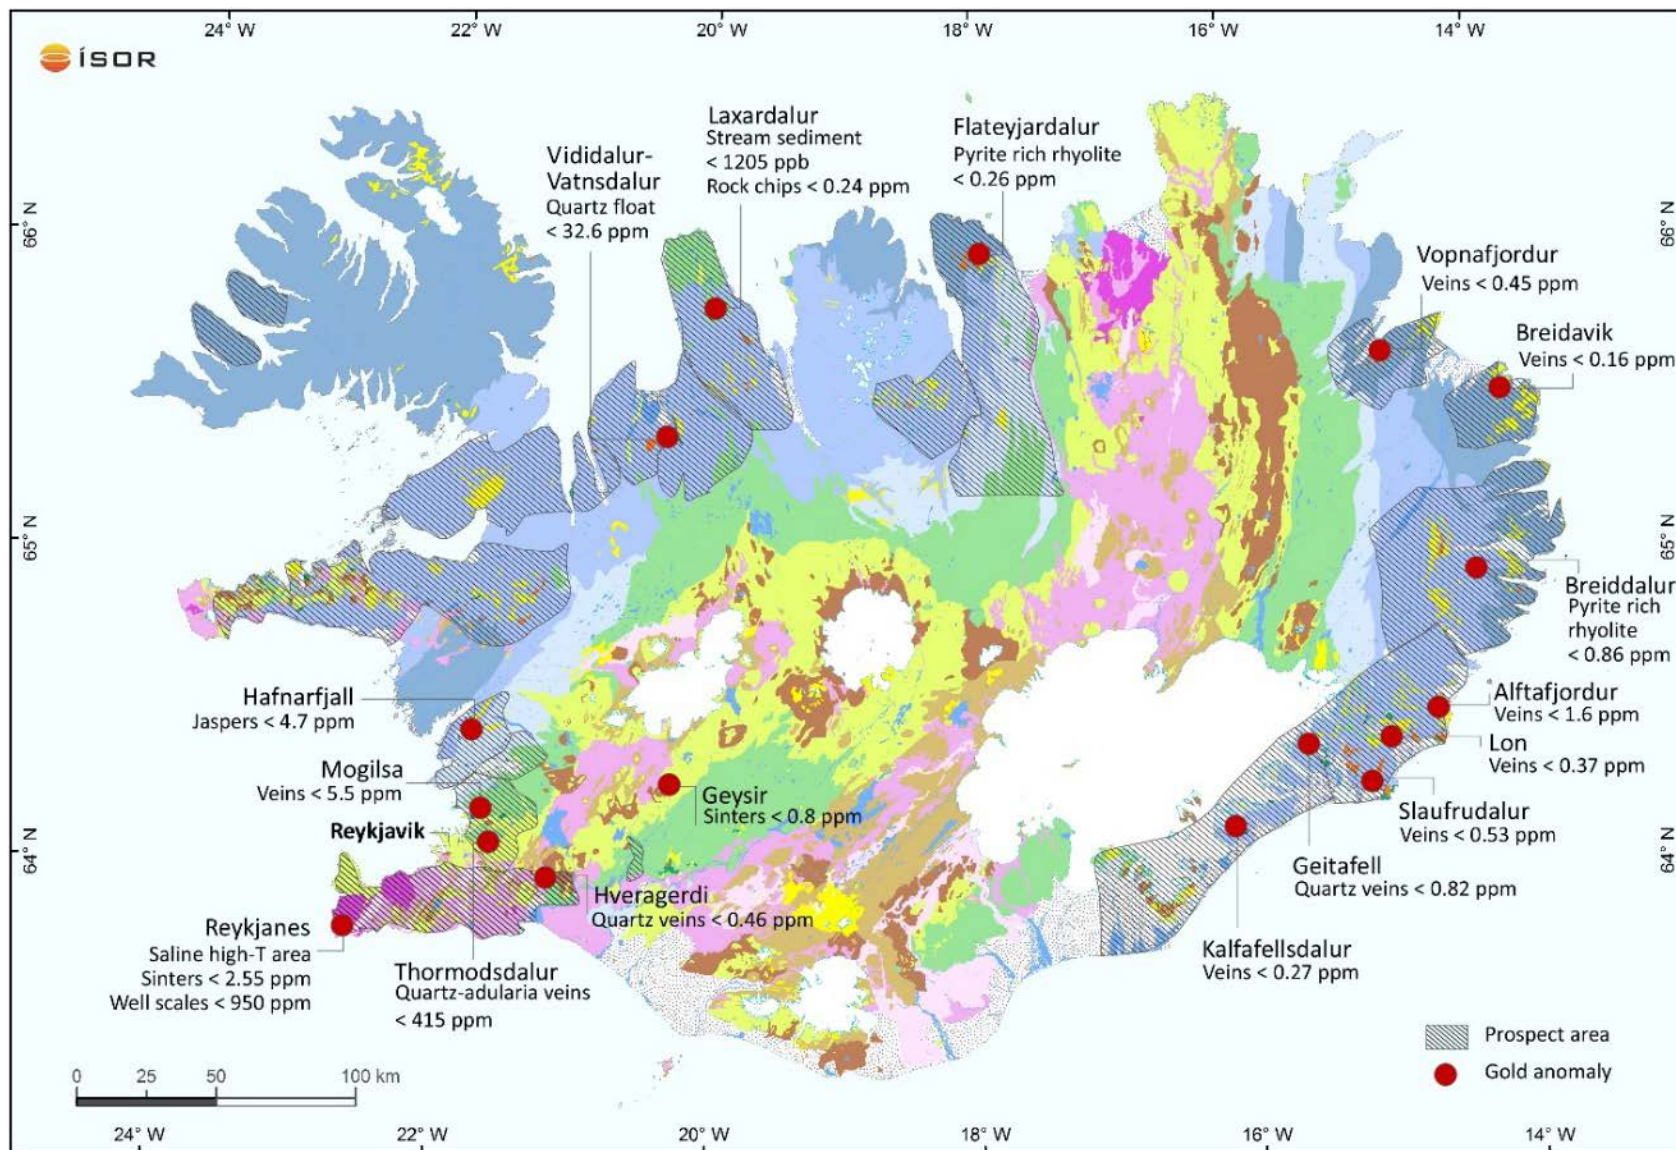 24° W 22° W 20° W 18° W 16° W 14° W
ÍSOR
Laxardalur
Stream sediment
< 1205 ppb
Rock chips < 0.24 ppm
Flateyjardalur
Pyrite rich rhyolite
< 0.26 ppm
Vididalur-
Vatnsdalur
Quartz float
< 32.6 ppm
66° N
66° N
Vopnafjordur
Veins < 0.45 ppm
Breidavik
Veins < 0.16 ppm
65° N
65° N
Breiddalur
Pyrite rich
rhyolite
< 0.86 ppm
Hafnarfjall
Jaspers < 4.7 ppm
Alftafjordur
Veins < 1.6 ppm
Lon
Veins < 0.37 ppm
Mogilsa
Veins < 5.5 ppm
Geysir
Sinters < 0.8 ppm
Slaufrudalur
Veins < 0.53 ppm
Reykjavik
64° N
64° N
Geitafell
Quartz veins < 0.82 ppm
Hveragerdi
Quartz veins < 0.46 ppm
Reykjanes
Saline high-T area
Sinters < 2.55 ppm
Well scales < 950 ppm
Kalfafellsdalur
Veins < 0.27 ppm
Thormodsdalur
Quartz-adularia veins
< 415 ppm
Prospect area
Gold anomaly
0 25 50 100 km
24° W 22° W 20° W 18° W 16° W 14° W